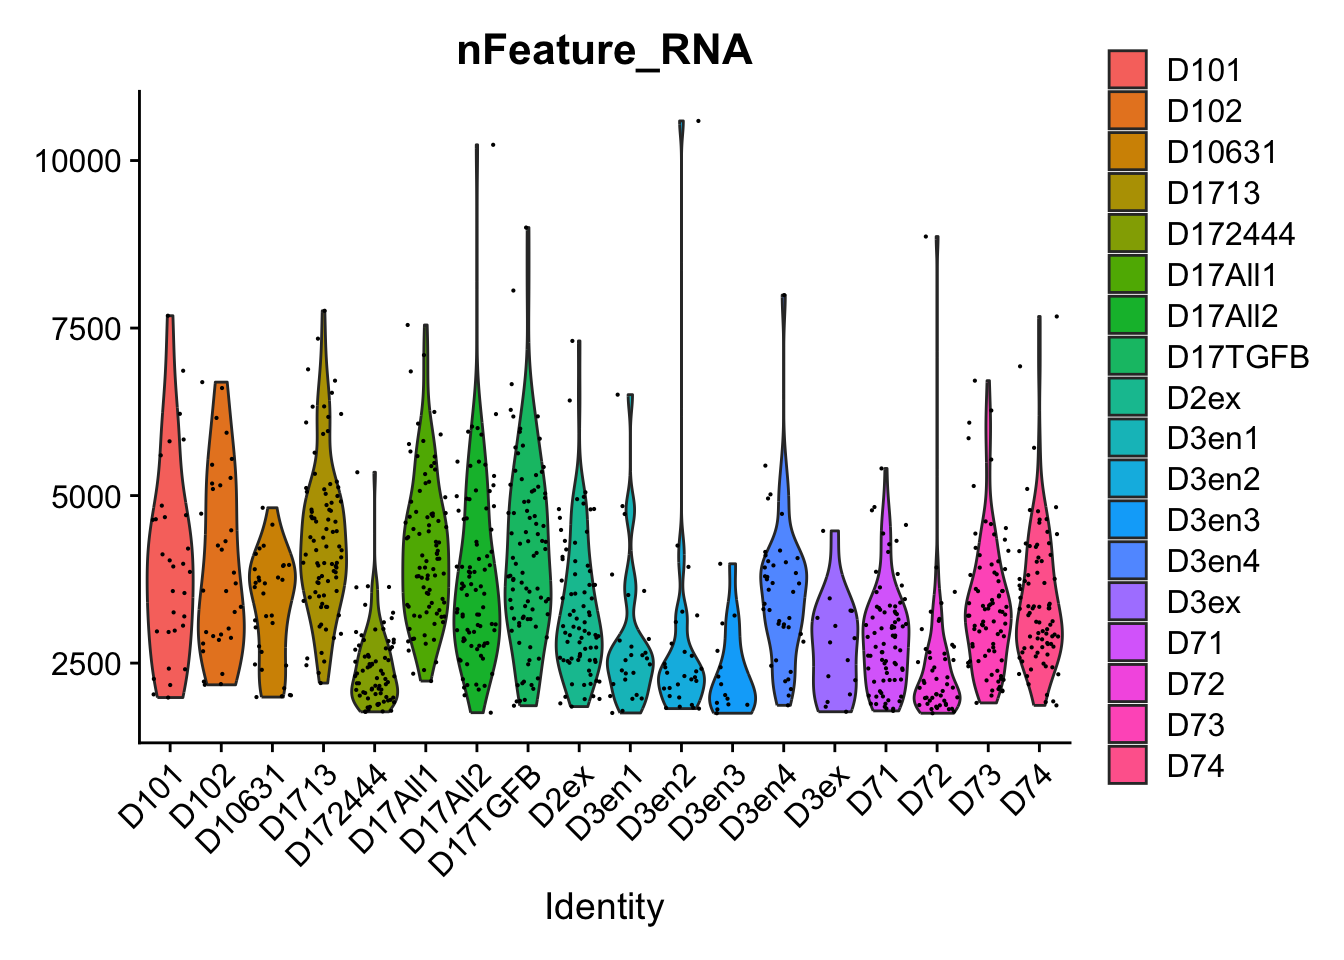 nFeature_RNA
10000
7500
5000
2500
D101
D102
D10631
D1713
D172444
D17All1
D17All2
D17TGFB
D2ex
D3en1
D3en2
D3en3
D3en4
D3ex
D71
D72
D73
D74
Identity
D101
D102
D10631
D1713
D172444
D17All1
D17All2
D17TGFB
D2ex
D3en1
D3en2
D3en3
D3en4
D3ex
D71
D72
D73
D74